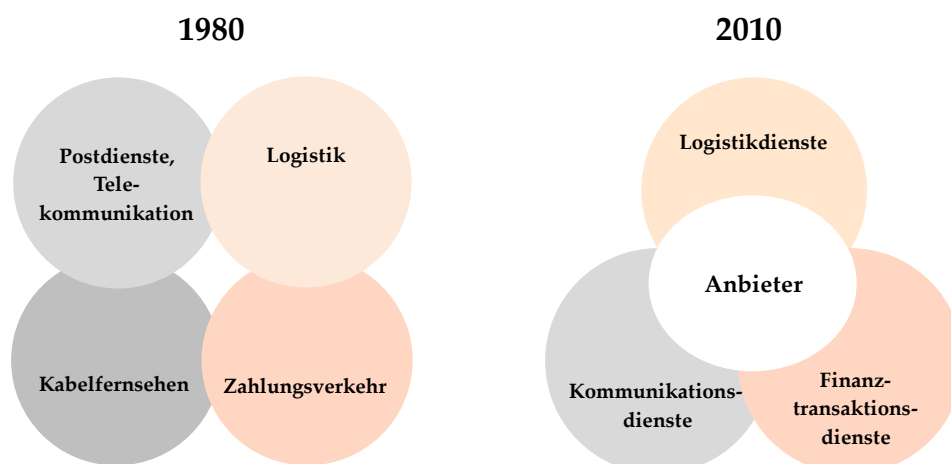 1980
2010
Postdienste,
Tele-
kommunikation
Logistik
Kabelfernsehen
Zahlungsverkehr
Logistikdienste
Anbieter
Kommunikations-
dienste
Finanz-
transaktions-
dienste